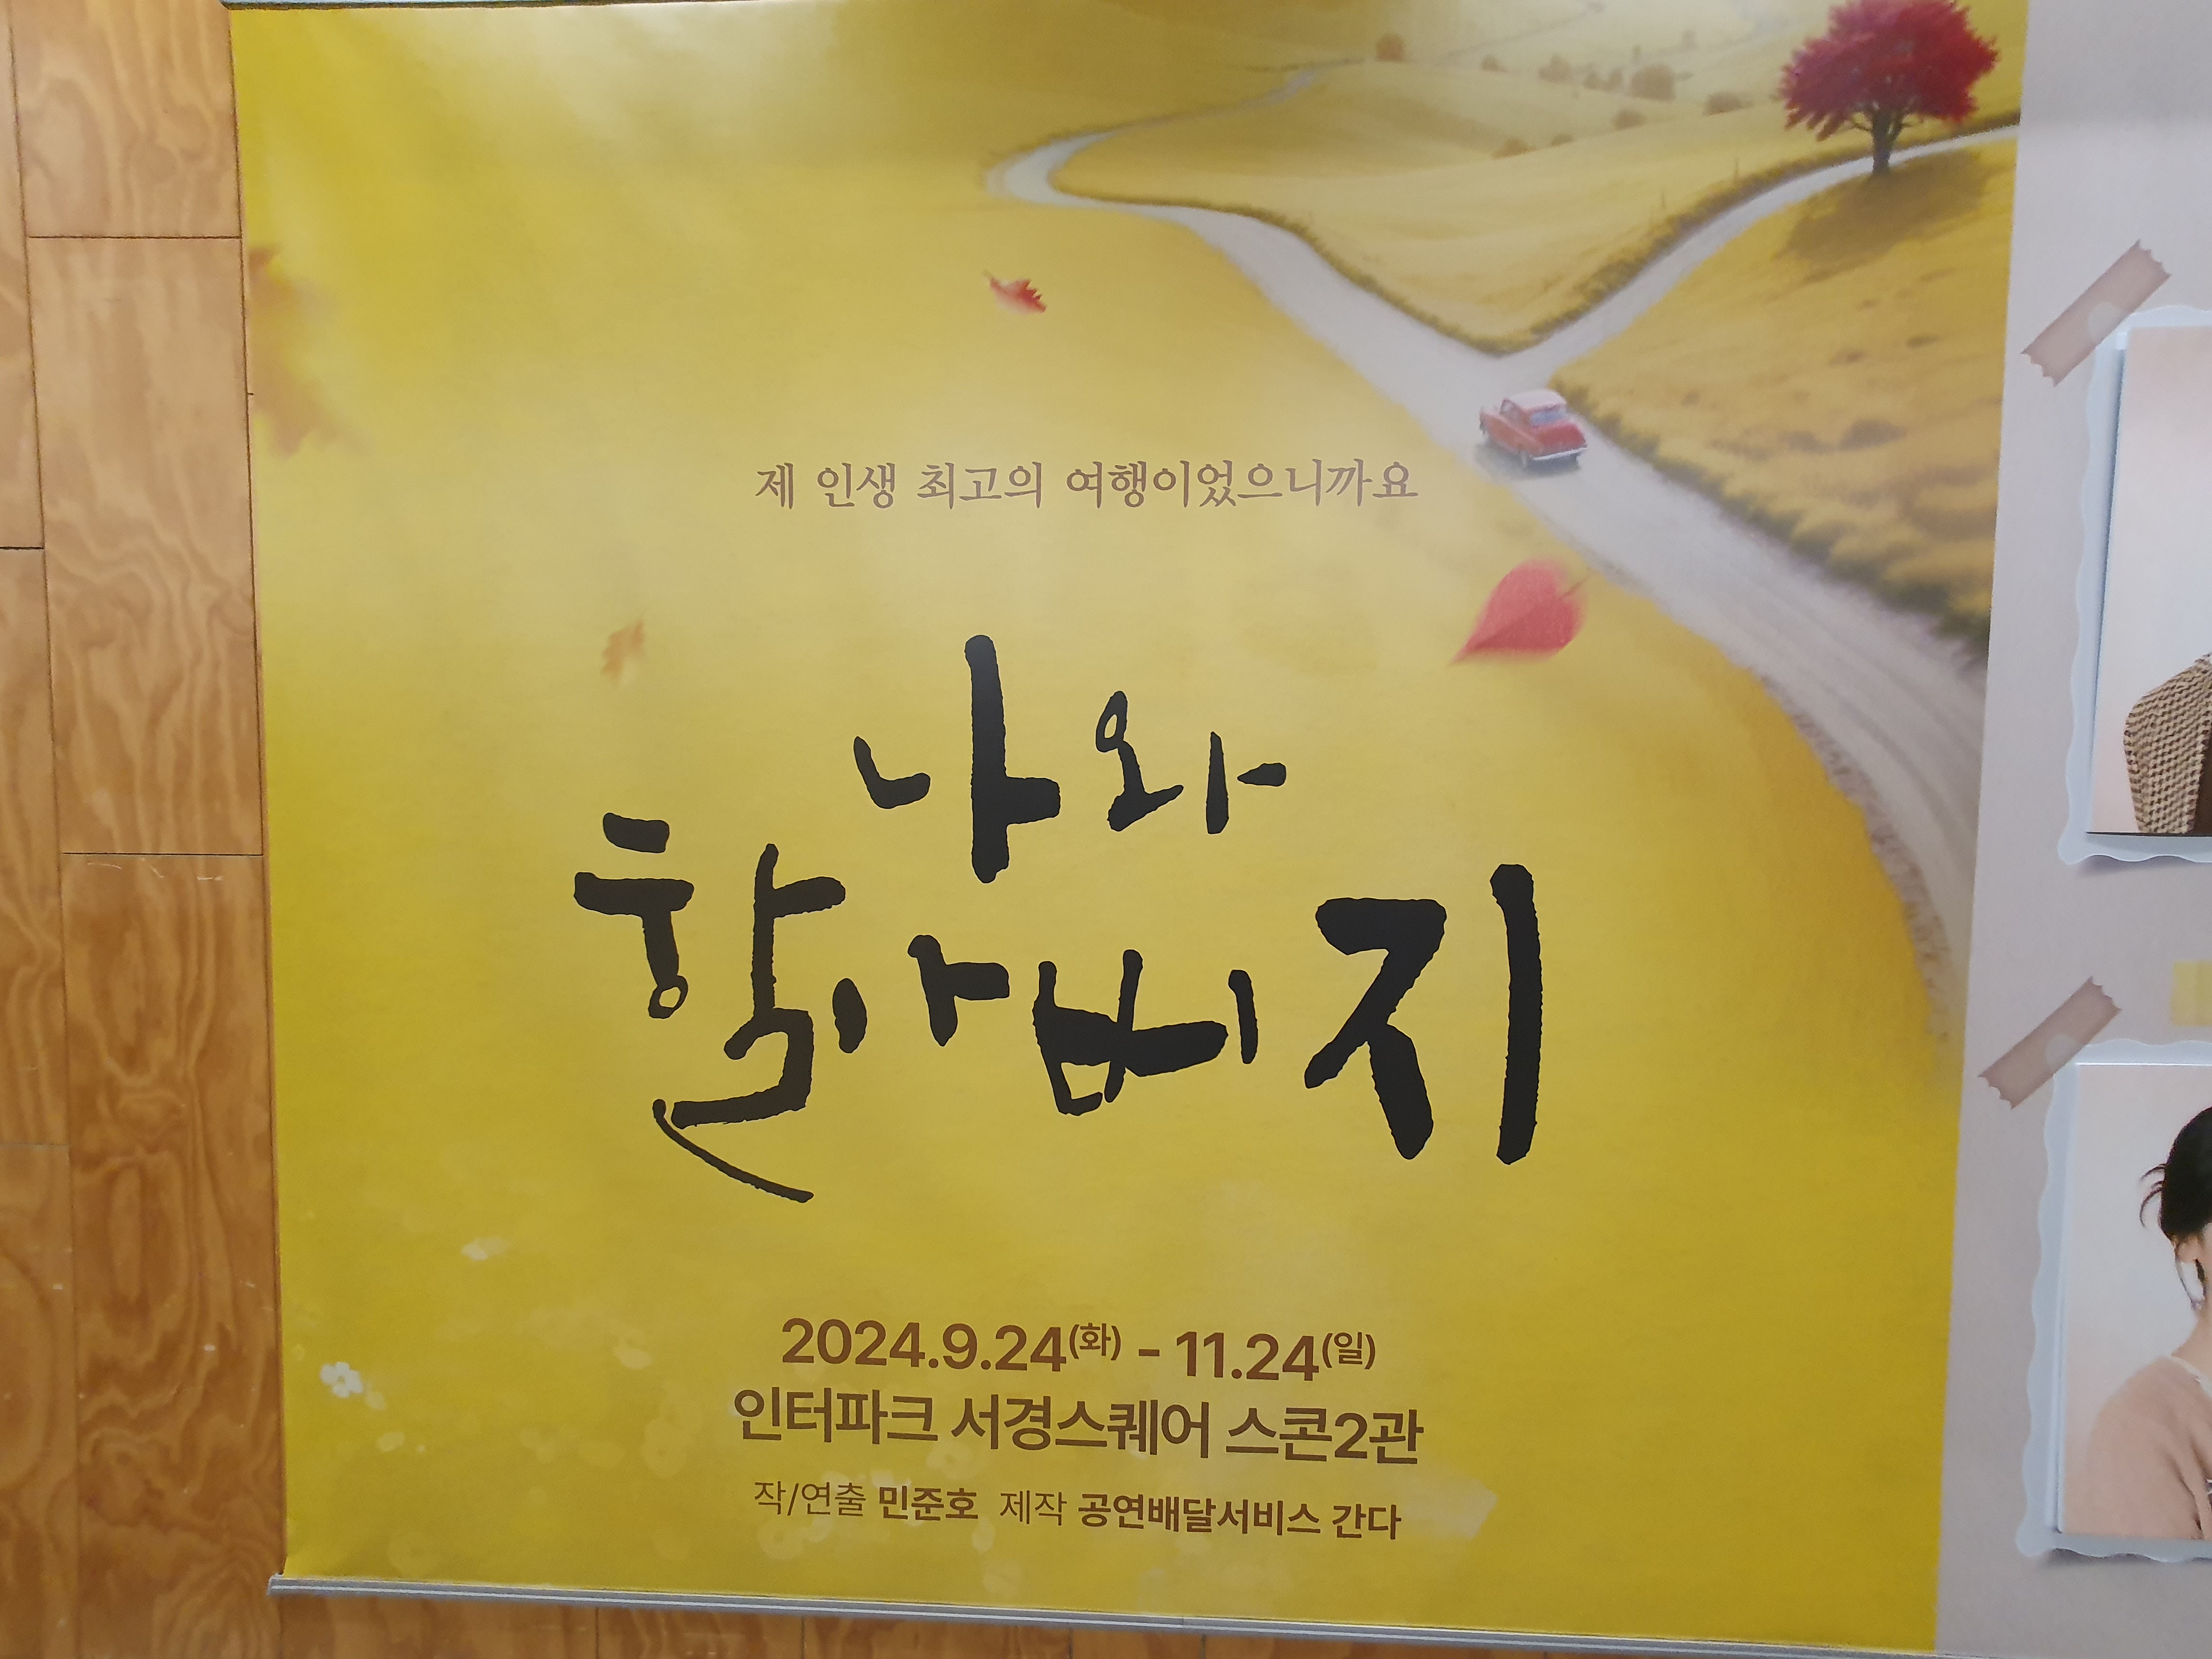 제 인생 최고의 여행이었으니까요
나와
할아버지
2024.9.24(화) - 11.24(일)
인터파크 서경스퀘어 스콘2관
작/연출 민준호 제작 공연배달서비스 간다